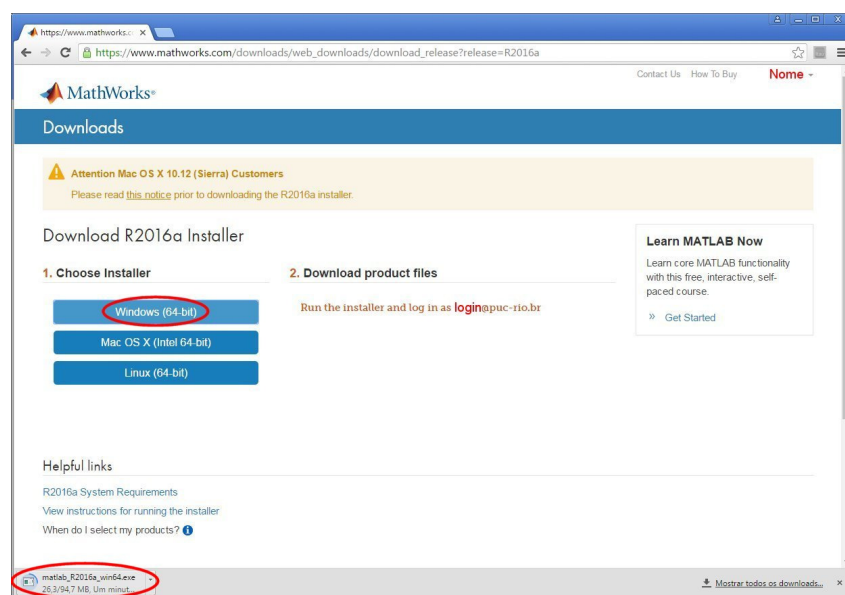 https://www.mathworks.c
https://www.mathworks.com/downloads/web_downloads/download_release?release=R2016a
Contact Us How To Buy Nome
MathWorks®
Downloads
Attention Mac OS X 10.12 (Sierra) Customers
Please read this notice prior to downloading the R2016a installer.
Download R2016a Installer
1. Choose Installer
Windows (64-bit)
Mac OS X (Intel 64-bit)
Linux (64-bit)
2. Download product files
Run the installer and log in as login@puc-rio.br
Learn MATLAB Now
Learn core MATLAB functionality
with this free, interactive, self-
paced course.
» Get Started
Helpful links
R2016a System Requirements
View instructions for running the installer
When do I select my products?
matlab_R2016a_win64.exe
26,3/94,7 MB, Um minut...
Mostrar todos os downloads...